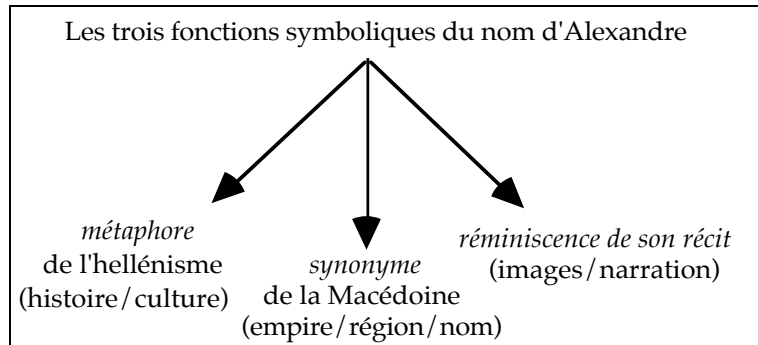 Les trois fonctions symboliques du nom d'Alexandre
métaphore
de l'hellénisme
(histoire/culture)
synonyme
de la Macédoine
(empire/région/nom)
réminiscence de son récit
(images/narration)